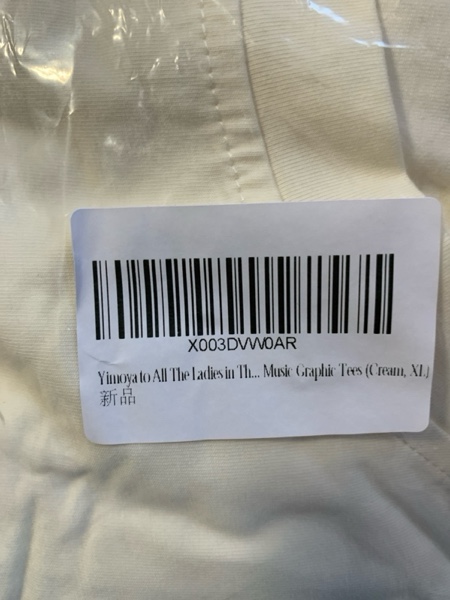 X003DVW0AR
Yimoya to All The Ladies in Th... Music Graphic Tees (Cream, XL)
新品